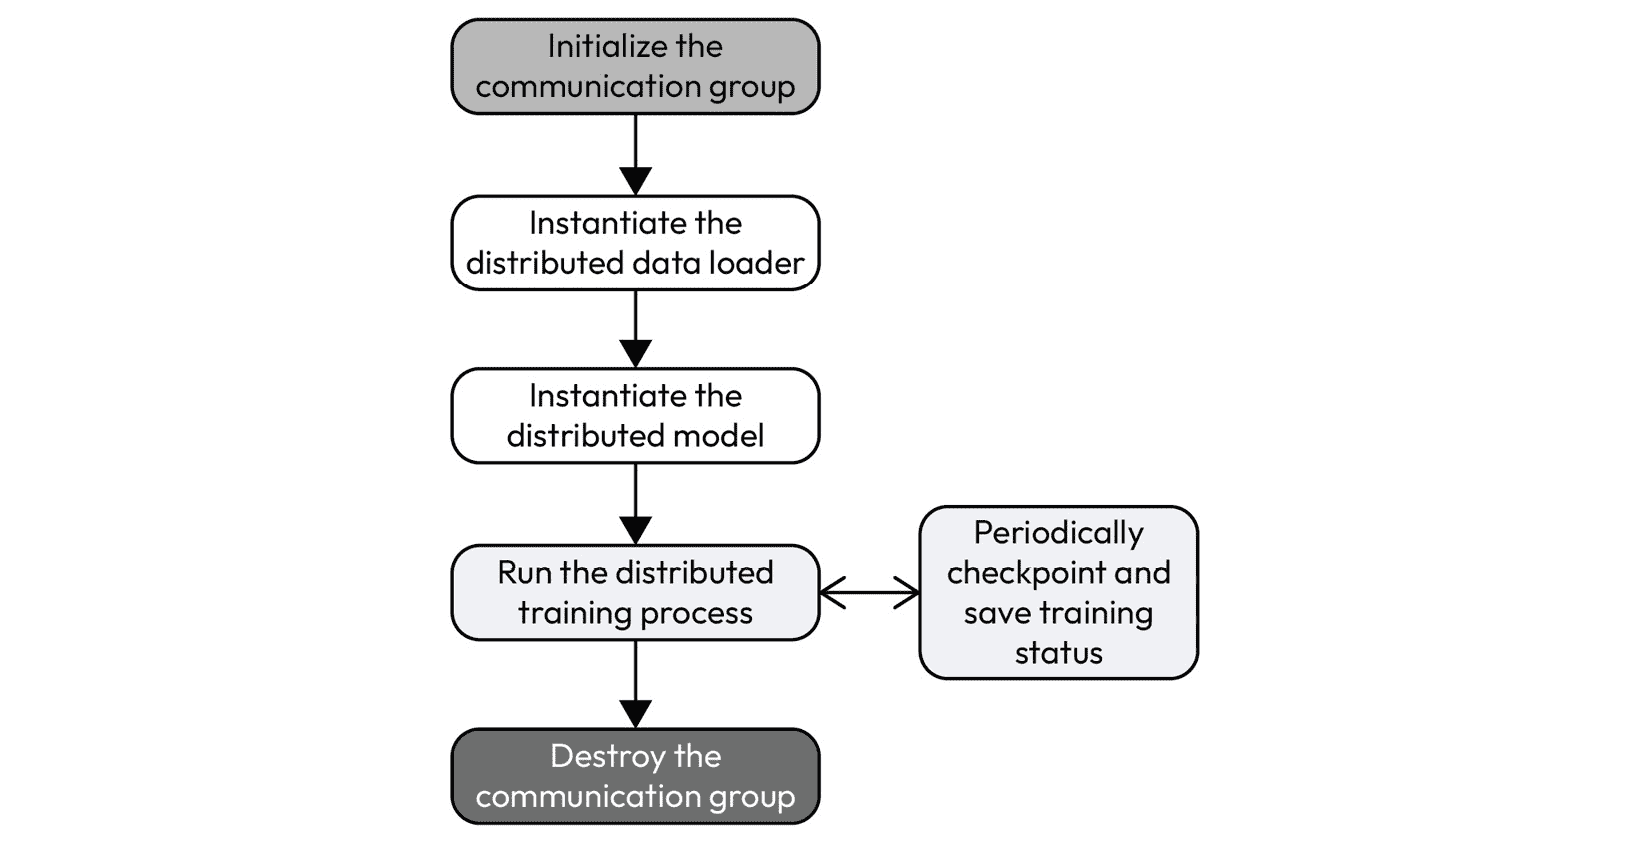 Initialize the
communication group
Instantiate the
distributed data loader
Instantiate the
distributed model
Run the distributed
training process
Periodically
checkpoint and
save training
status
Destroy the
communication group